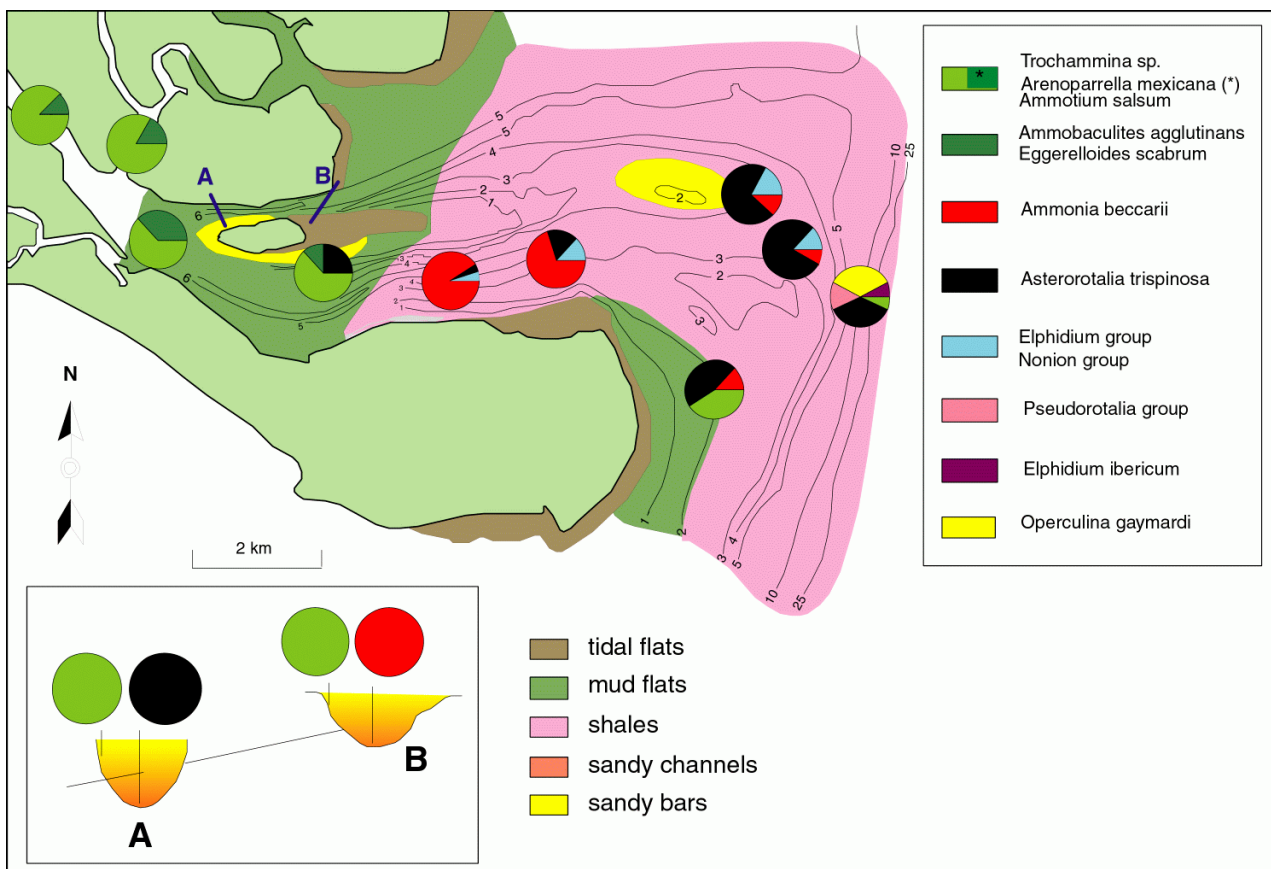 A
B
6
5
5
4
3
2
1
2
10
25
5
6
5
3
4
4
3
2
1
3
2
3
1
2
3
4
5
10
25
N
2 km
*
Trochammina sp.
Arenoparrella mexicana (*)
Ammotium salsum
Ammobaculites agglutinans
Eggerelloides scabrum
Ammonia beccarii
Asterorotalia trispinosa
Elphidium group
Nonion group
Pseudorotalia group
Elphidium ibericum
Operculina gaymardi
A
B
tidal flats
mud flats
shales
sandy channels
sandy bars